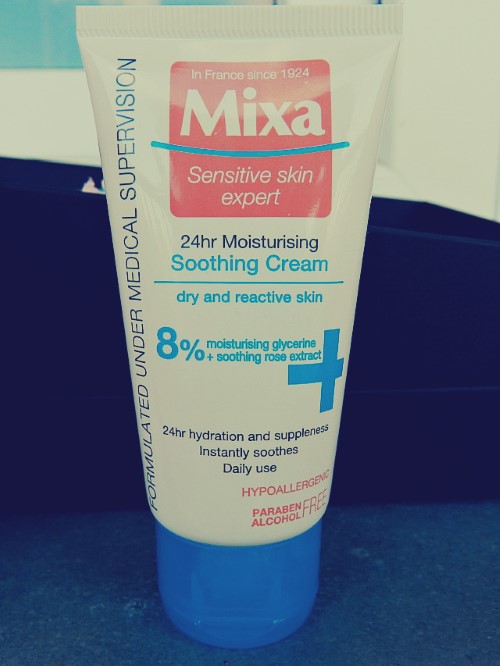 In France since 1924
Mixa
Sensitive skin
expert
24hr Moisturising
Soothing Cream
dry and reactive skin
8% moisturising glycerine
+ soothing rose extract
24hr hydration and suppleness
Instantly soothes
Daily use
HYPOALLERGENIC
PARABEN
ALCOHOL FREE
FORMULATED UNDER MEDICAL SUPERVISION